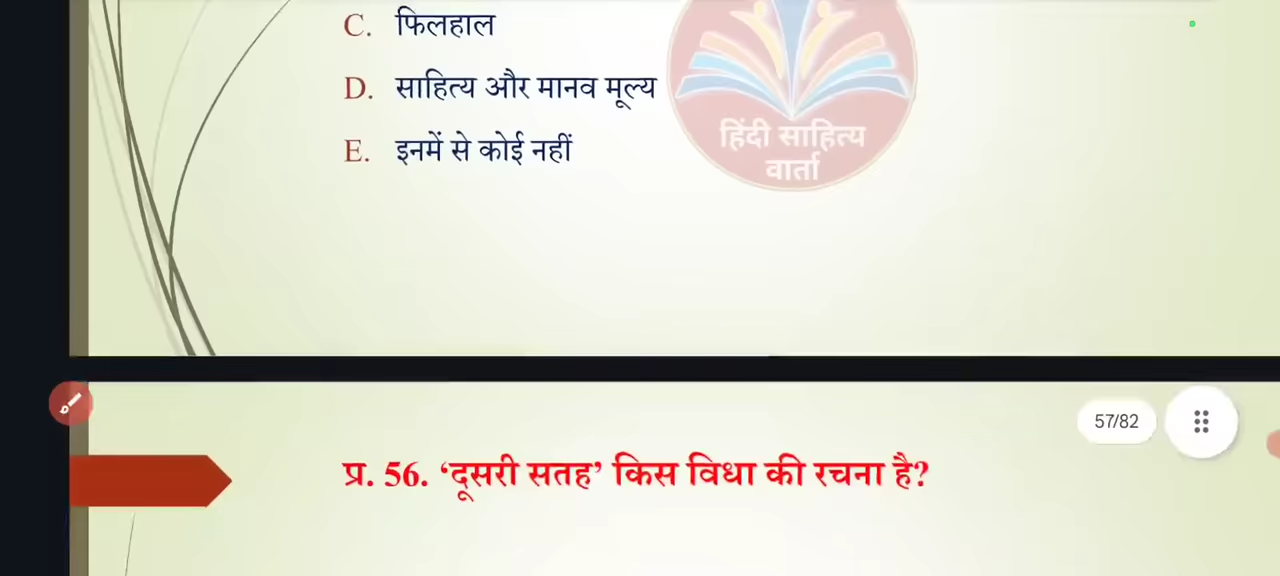 C. फिलहाल
D. साहित्य और मानव मूल्य
E. इनमें से कोई नहीं
हिंदी साहित्य
वार्ता
57/82
प्र. 56. ‘दूसरी सतह’ किस विधा की रचना है?